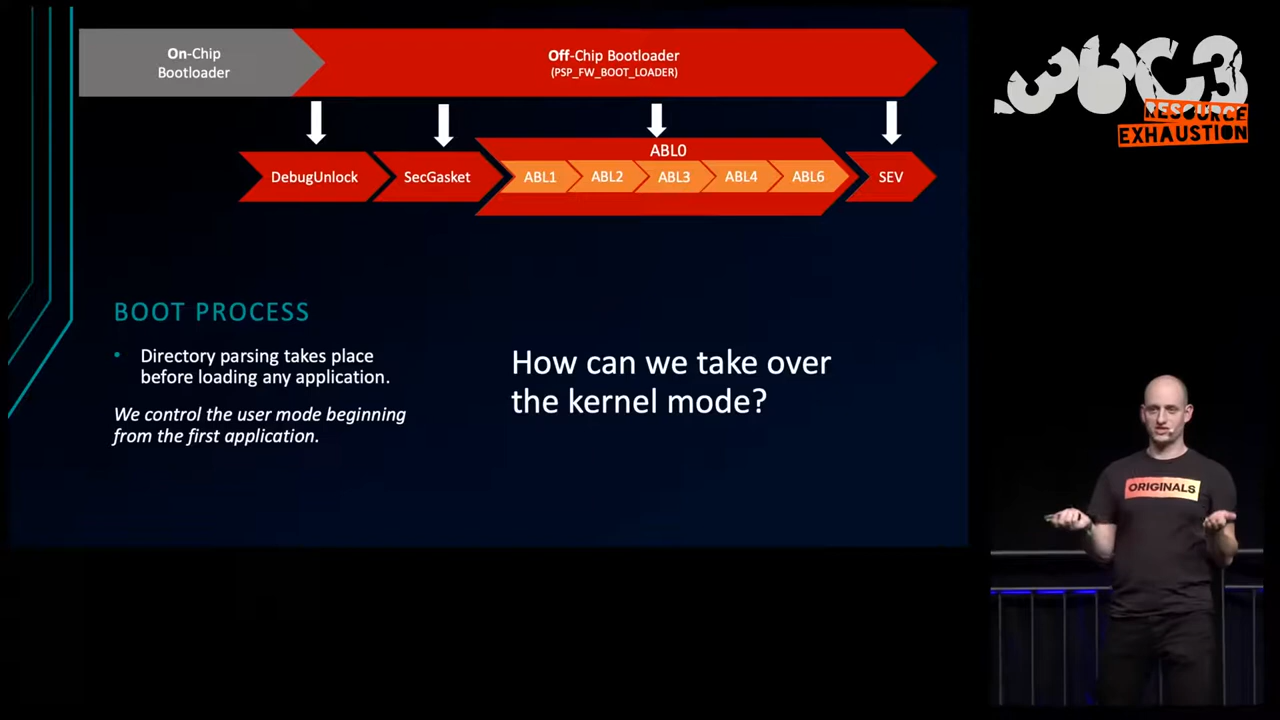 On-Chip
Bootloader
Off-Chip Bootloader
(PSP_FW_BOOT_LOADER)
36C3
RESOURCE
EXHAUSTION
ABL0
DebugUnlock
SecGasket
ABL1
ABL2
ABL3
ABL4
ABL6
SEV
BOOT PROCESS
• Directory parsing takes place
before loading any application.
We control the user mode beginning
from the first application.
How can we take over
the kernel mode?
ORIGINALS